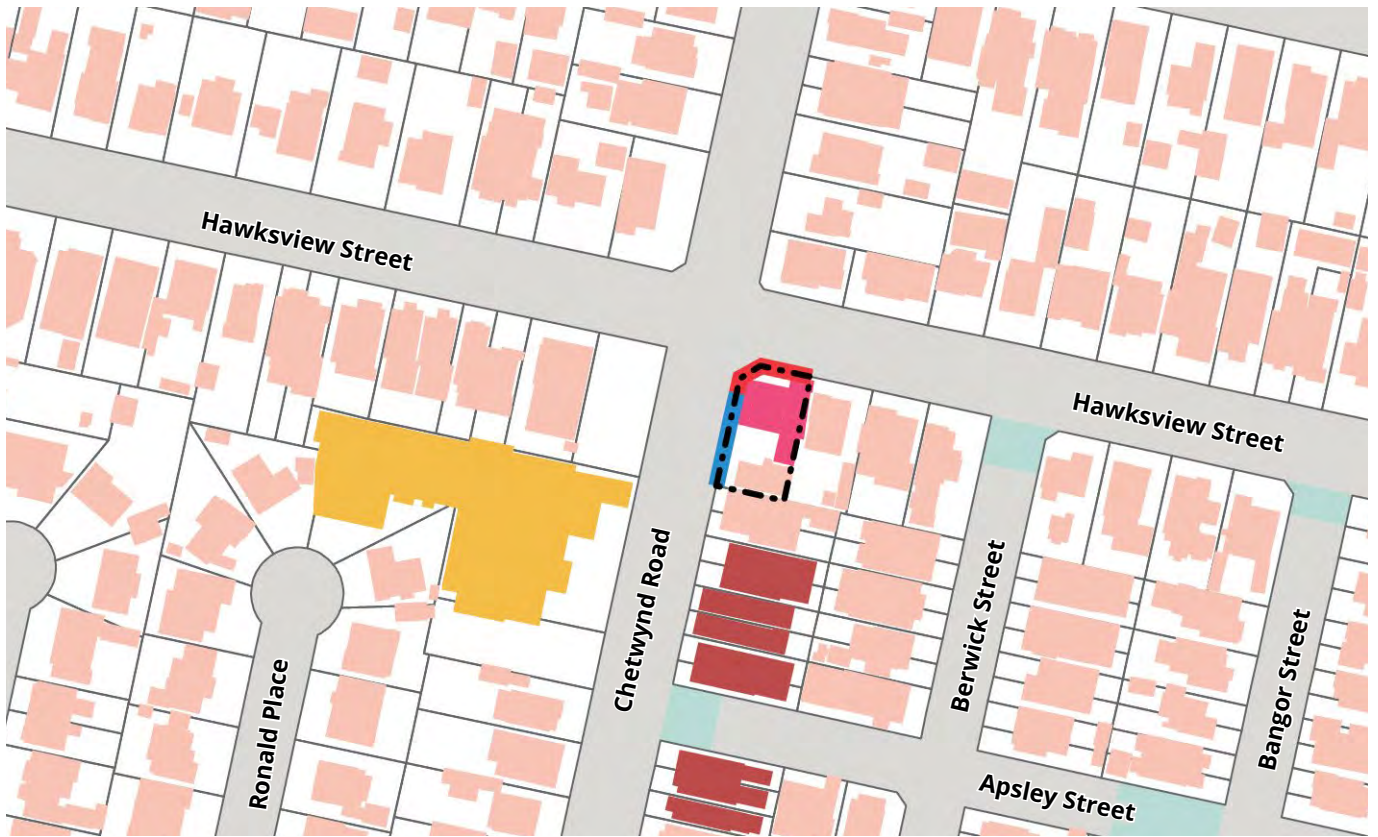 Hawksview Street
Hawksview Street
Chetwynd Road
Berwick Street
Bangor Street
Ronald Place
Apsley Street